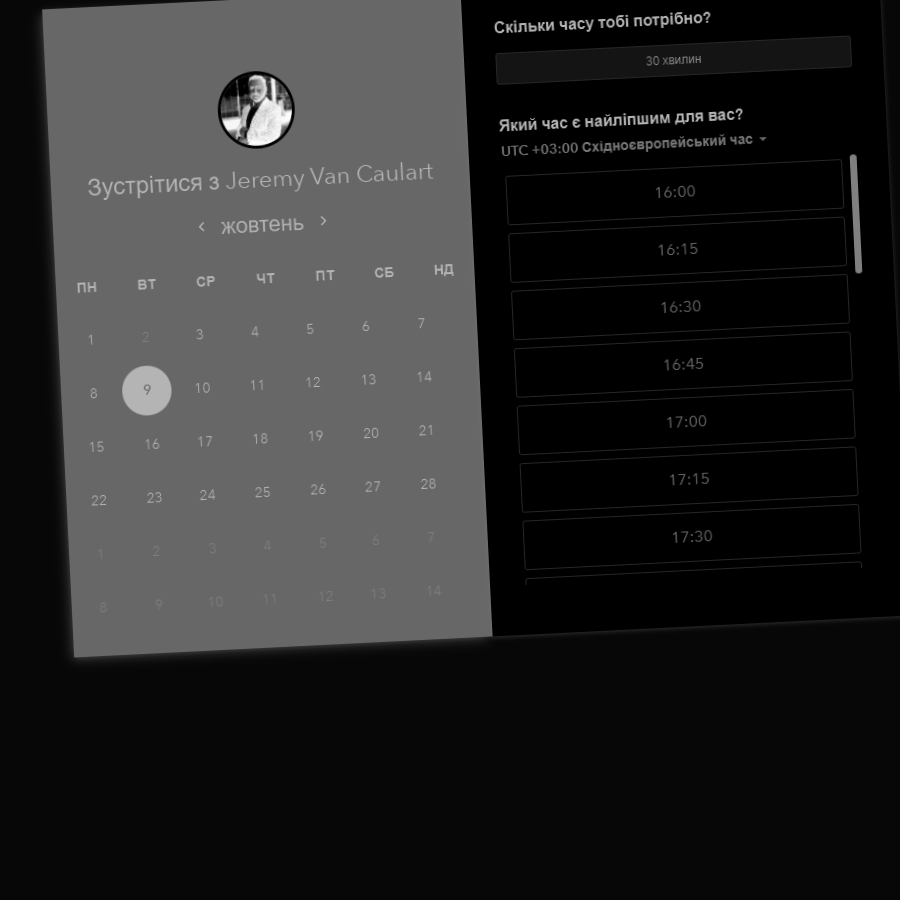 Зустрітися з Jeremy Van Caulart
< жовтень >
ПН ВТ СР ЧТ ПТ СБ НД
1 2 3 4 5 6 7
8 9 10 11 12 13 14
15 16 17 18 19 20 21
22 23 24 25 26 27 28
1 2 3 4 5 6 7
8 9 10 11 12 13 14
Скільки часу тобі потрібно?
30 хвилин
Який час є найліпшим для вас?
UTC +03:00 Східноєвропейський час
16:00
16:15
16:30
16:45
17:00
17:15
17:30